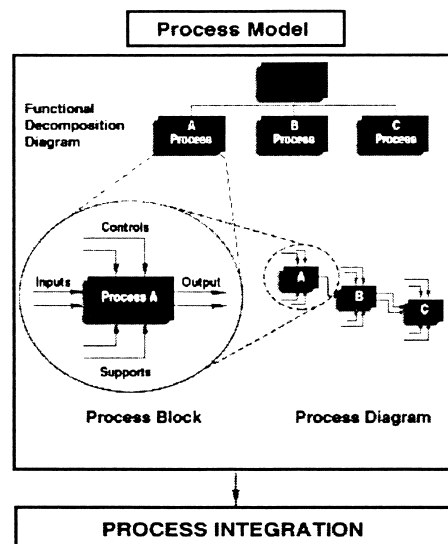 Process Model
Functional
Decomposition
Diagram
A
Process
B
Process
C
Process
Controls
Inputs
Process A
Output
Supports
A
B
C
Process Block
Process Diagram
PROCESS INTEGRATION